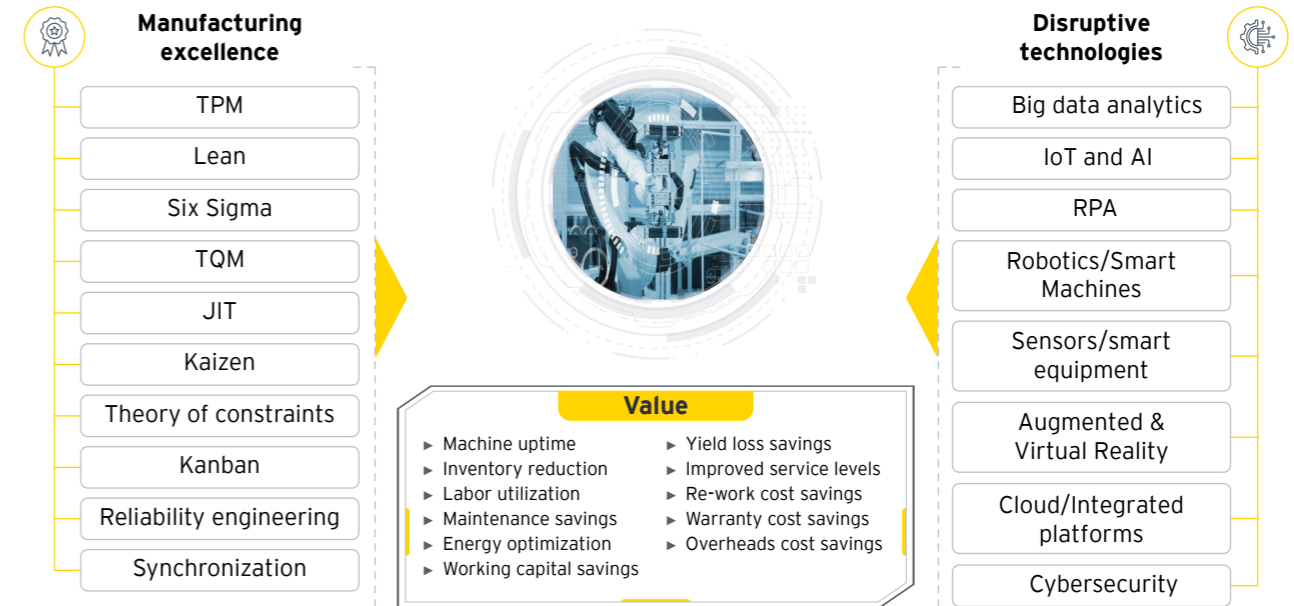 Manufacturing
excellence
TPM
Lean
Six Sigma
TQM
JIT
Kaizen
Theory of constraints
Kanban
Reliability engineering
Synchronization
Value
► Machine uptime
► Inventory reduction
► Labor utilization
► Maintenance savings
► Energy optimization
► Working capital savings
► Yield loss savings
► Improved service levels
► Re-work cost savings
► Warranty cost savings
► Overheads cost savings
Disruptive
technologies
Big data analytics
IoT and AI
RPA
Robotics/Smart
Machines
Sensors/smart
equipment
Augmented &
Virtual Reality
Cloud/Integrated
platforms
Cybersecurity